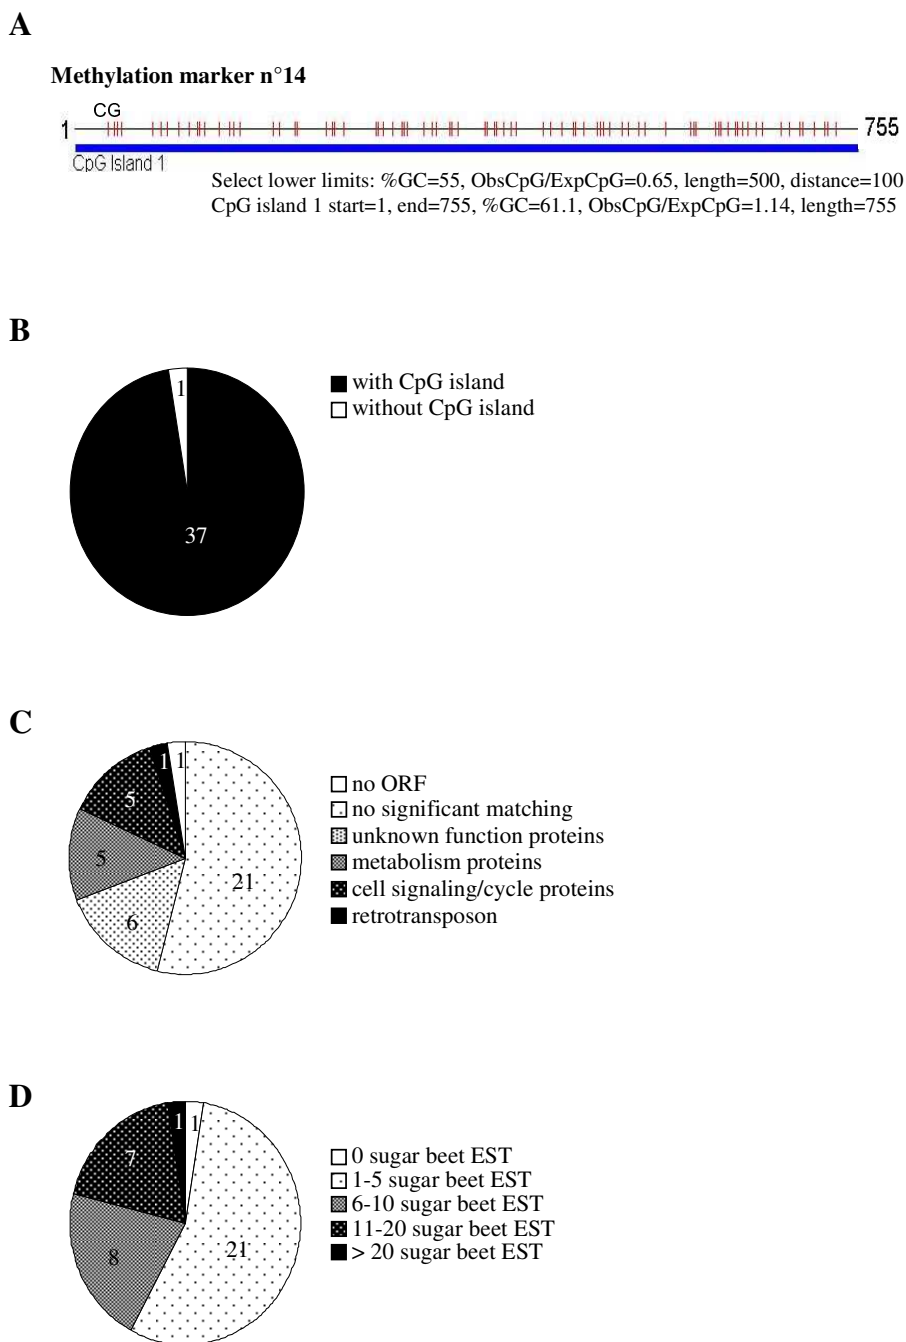 A
Methylation marker n°14
CG
1
755
CpG Island 1
Select lower limits: %GC=55, ObsCpG/ExpCpG=0.65, length=500, distance=100
CpG island 1 start=1, end=755, %GC=61.1, ObsCpG/ExpCpG=1.14, length=755
B
1
37
with CpG island
without CpG island
C
1
1
5
5
6
21
no ORF
no significant matching
unknown function proteins
metabolism proteins
cell signaling/cycle proteins
retrotransposon
D
1
1
7
8
21
0 sugar beet EST
1-5 sugar beet EST
6-10 sugar beet EST
11-20 sugar beet EST
> 20 sugar beet EST